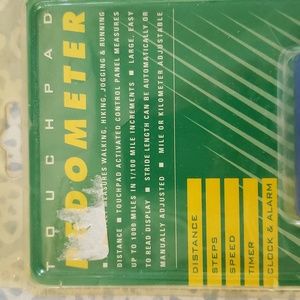 TOUCHPAD
PEDOMETER
MEASURES WALKING, HIKING, JOGGING & RUNNING
DISTANCE ■ TOUCHPAD ACTIVATED CONTROL PANEL MEASURES
UP TO 1000 MILES IN 1/100 MILE INCREMENTS ■ LARGE, EASY
TO READ DISPLAY ■ STRIDE LENGTH CAN BE AUTOMATICALLY OR
MANUALLY ADJUSTED ■ MILE OR KILOMETER ADJUSTABLE
DISTANCE
STEPS
SPEED
TIMER
CLOCK & ALARM